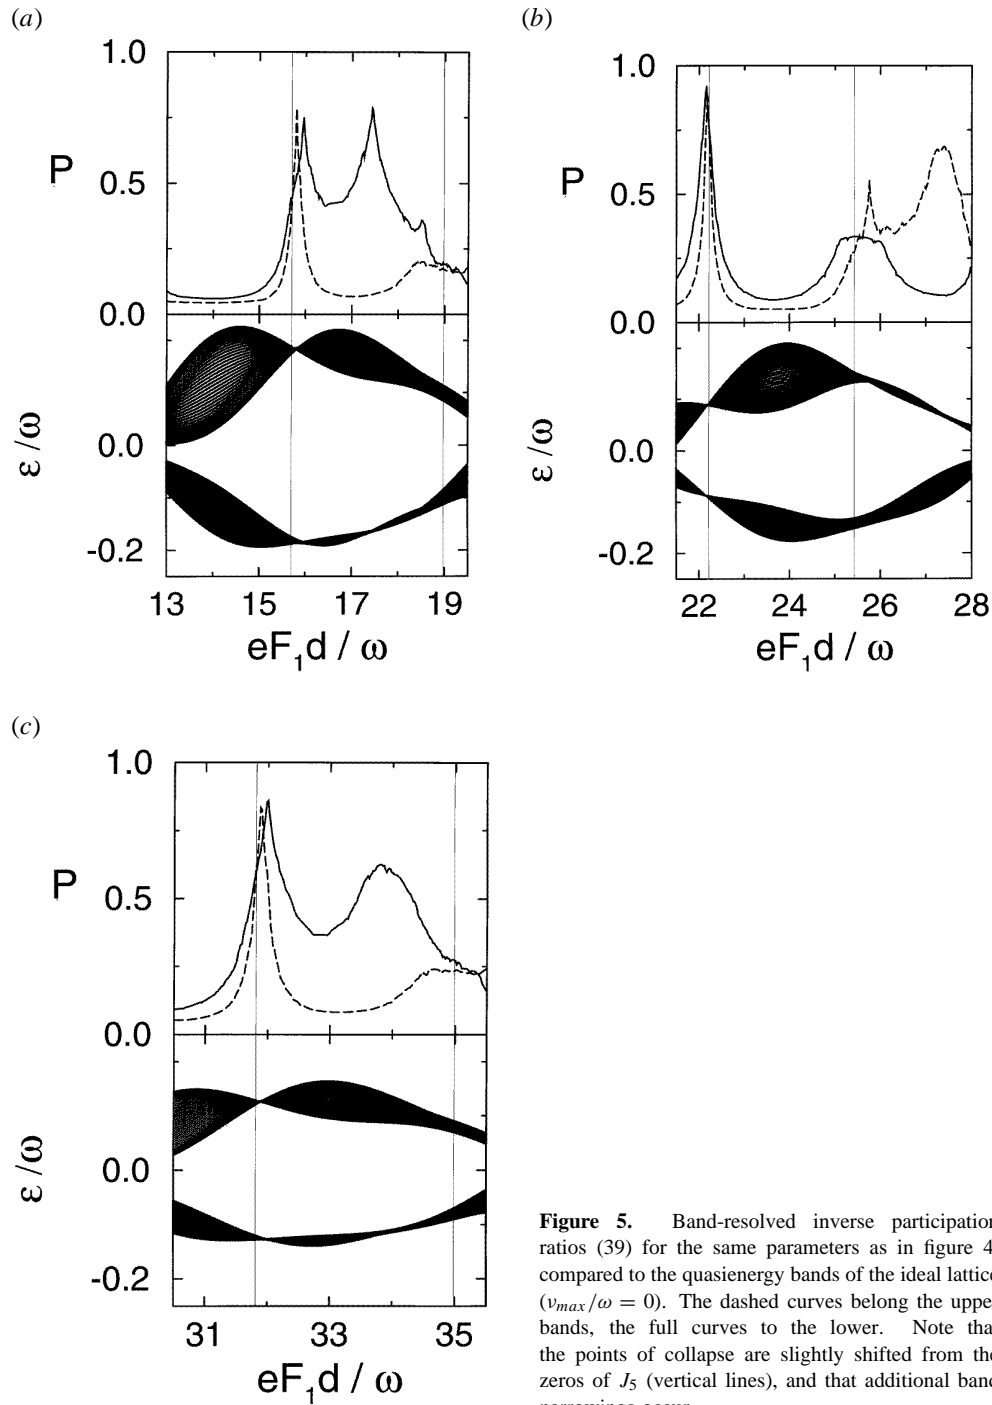 (a)
(b)
1.0
P
0.5
0.0
0.0
ε/ω
-0.2
13 15 17 19
eF₁d / ω
1.0
P
0.5
0.0
0.0
ε/ω
-0.2
22 24 26 28
eF₁d / ω
(c)
1.0
P
0.5
0.0
0.0
ε/ω
-0.2
31 33 35
eF₁d / ω
Figure 5. Band-resolved inverse participation
ratios (39) for the same parameters as in figure 4
compared to the quasienergy bands of the ideal lattice
(ν_max/ω = 0). The dashed curves belong the uppe
bands, the full curves to the lower. Note tha
the points of collapse are slightly shifted from the
zeros of J₅ (vertical lines), and that additional band